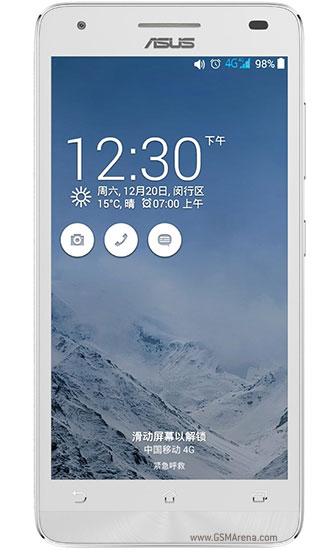 ASUS
4G 98%
12:30 下午
周六, 12月20日, 闵行区
15°C, 晴 07:00 上午
滑动屏幕以解锁
中国移动 4G
紧急呼救
www.GSMArena.com